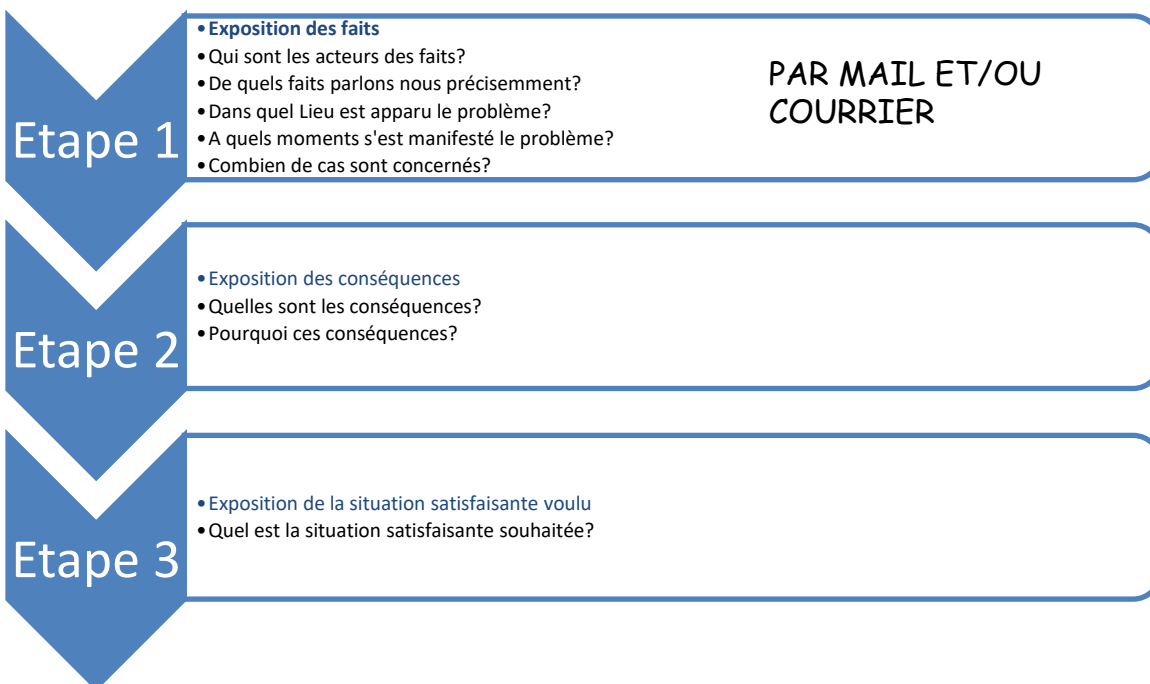 • Exposition des faits
• Qui sont les acteurs des faits?
• De quels faits parlons nous précisemment?
• Dans quel Lieu est apparu le problème?
• A quels moments s'est manifesté le problème?
• Combien de cas sont concernés?
PAR MAIL ET/OU
COURRIER
Etape 1
• Exposition des conséquences
• Quelles sont les conséquences?
• Pourquoi ces conséquences?
Etape 2
• Exposition de la situation satisfaisante voulu
• Quel est la situation satisfaisante souhaitée?
Etape 3